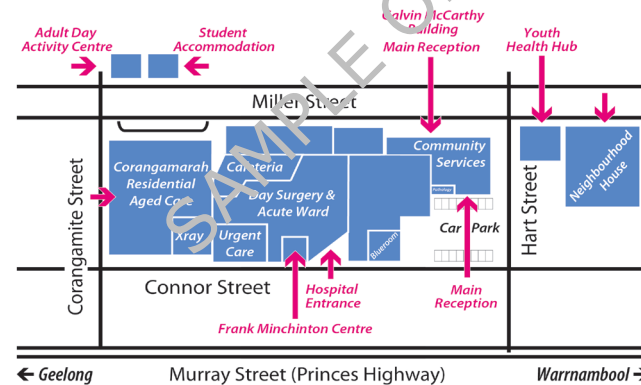 Adult Day
Activity Centre
Student
Accommodation
Galvin McCarthy
Building
Main Reception
Youth
Health Hub
Miller Street
Corangamite Street
Corangamarah
Residential
Aged Care
Cafeteria
Day Surgery &
Acute Ward
Community
Services
Pathology
Neighbourhood
House
Hart Street
Xray
Urgent
Care
Blueroom
Car Park
Connor Street
Hospital
Entrance
Main
Reception
Frank Minchinton Centre
Geelong
Murray Street (Princes Highway)
Warrnambool
SAMPLE O